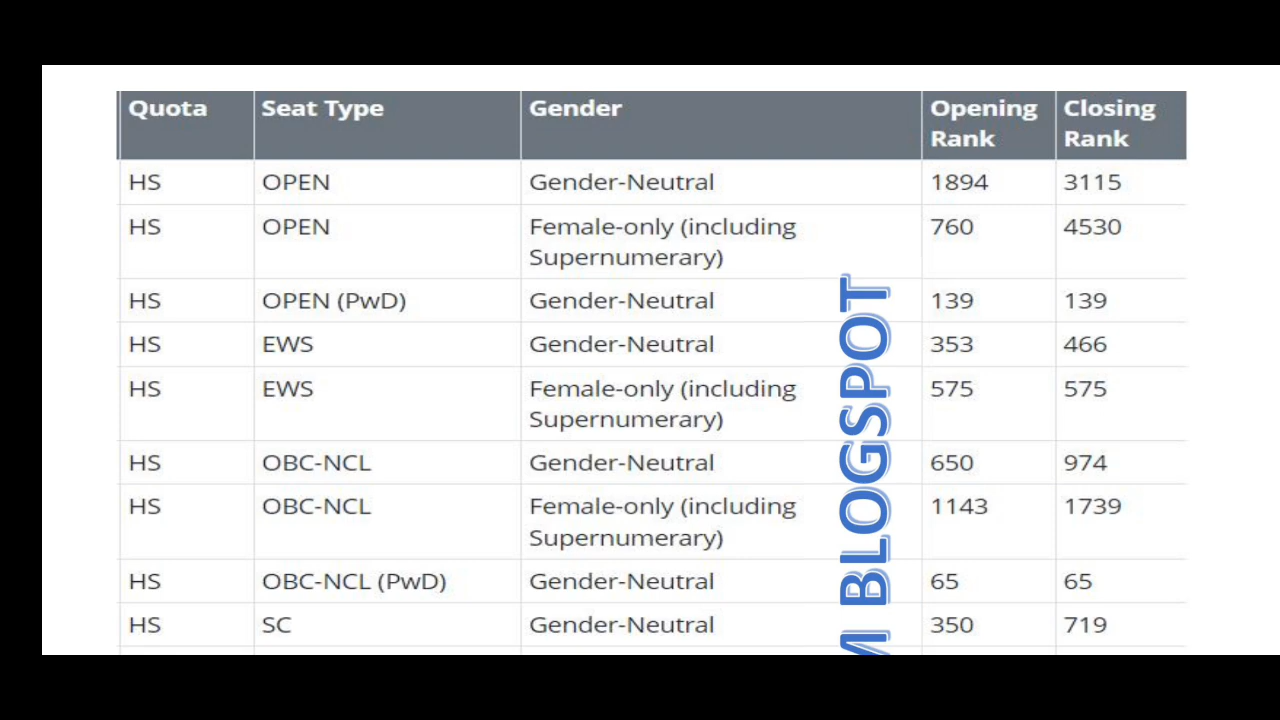 Quota Seat Type Gender Opening Rank Closing Rank
HS OPEN Gender-Neutral 1894 3115
HS OPEN Female-only (including Supernumerary) 760 4530
HS OPEN (PwD) Gender-Neutral 139 139
HS EWS Gender-Neutral 353 466
HS EWS Female-only (including Supernumerary) 575 575
HS OBC-NCL Gender-Neutral 650 974
HS OBC-NCL Female-only (including Supernumerary) 1143 1739
HS OBC-NCL (PwD) Gender-Neutral 65 65
HS SC Gender-Neutral 350 719
BLOGSPOT